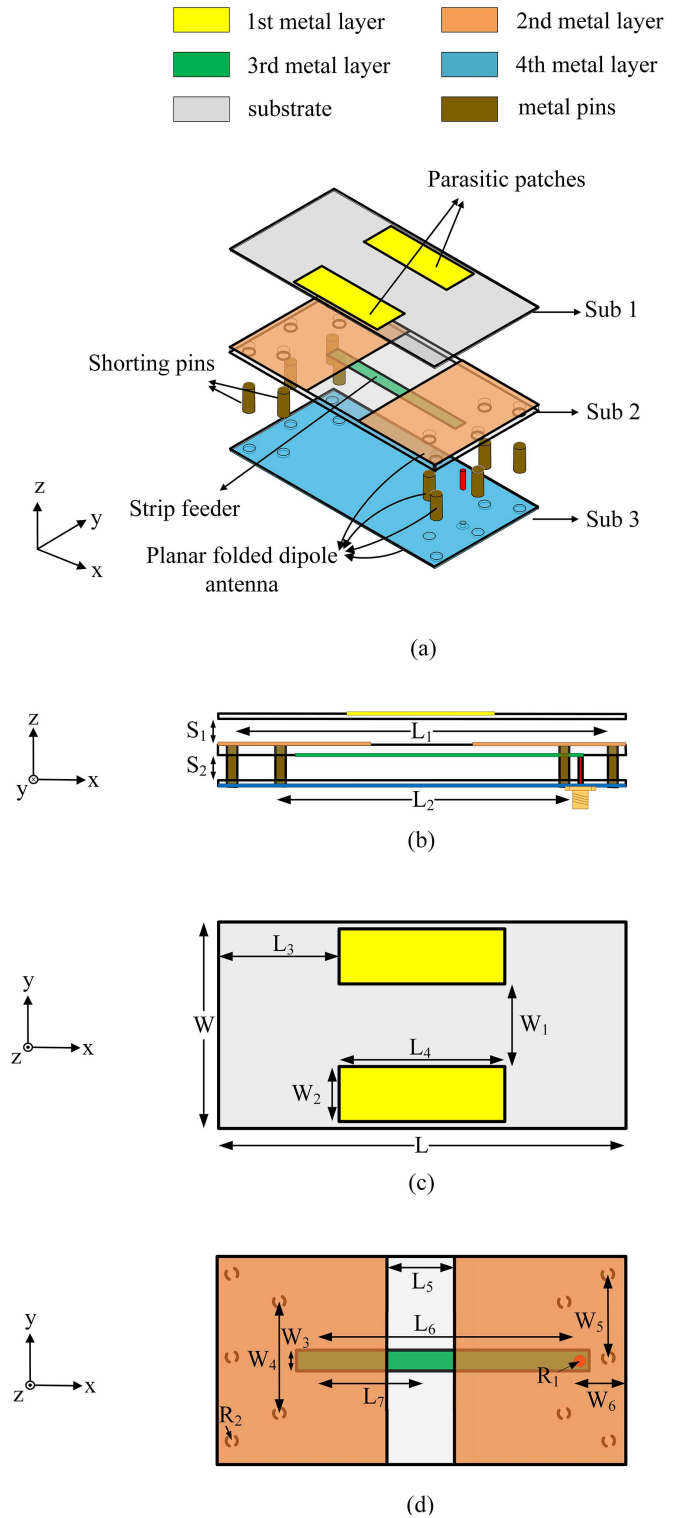 1st metal layer
2nd metal layer
3rd metal layer
4th metal layer
substrate
metal pins
Parasitic patches
Sub 1
Shorting pins
Sub 2
Strip feeder
Sub 3
Planar folded dipole
antenna
z
y
x
(a)
z
y
x
S1
L1
S2
L2
(b)
y
z
x
L3
W
W1
L4
W2
L
(c)
y
z
x
L5
L6
W3
W4
W5
L7
R1
W6
R2
(d)